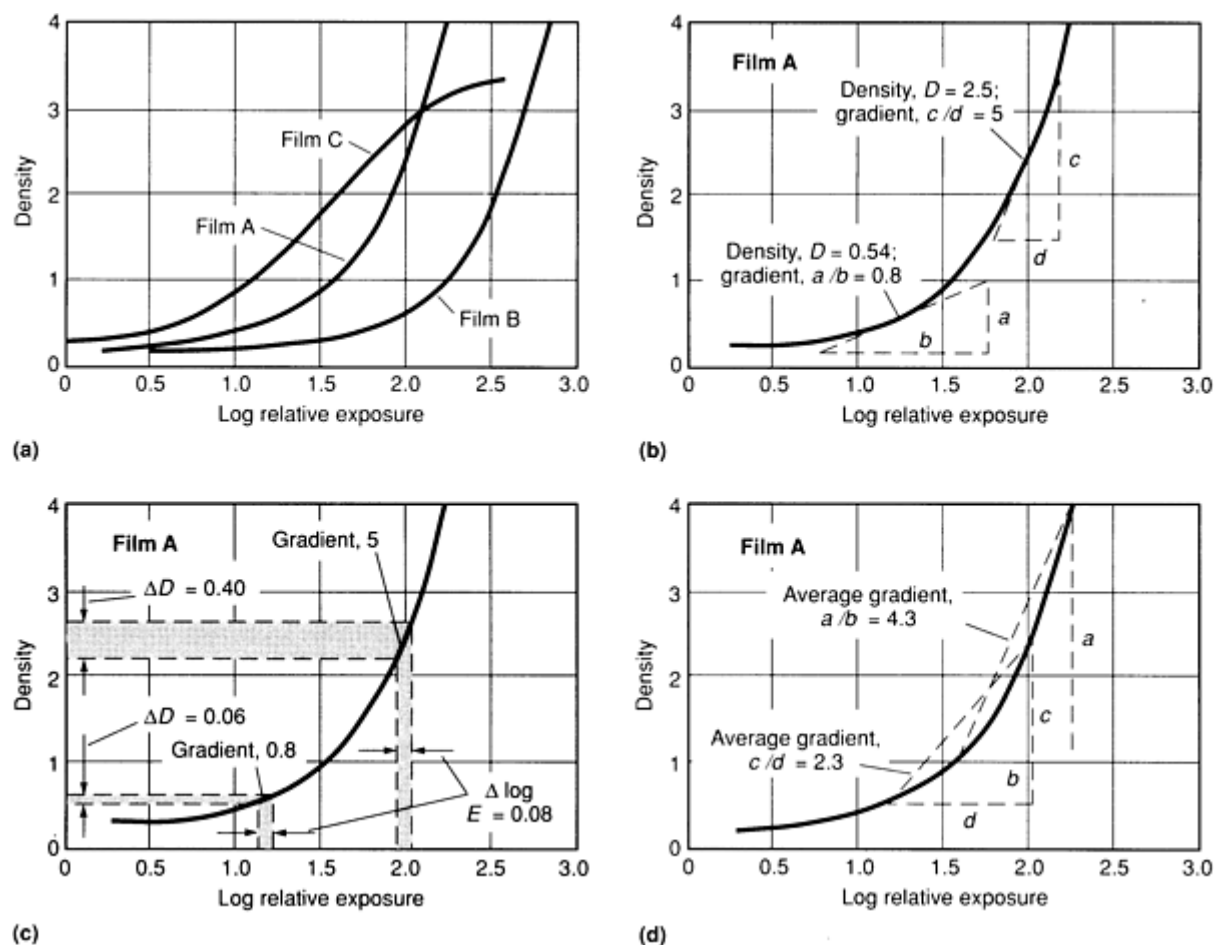 4
3
2
1
0
Density
Film C
Film A
Film B
0 0.5 1.0 1.5 2.0 2.5 3.0
Log relative exposure
(a)
4
3
2
1
0
Density
Film A
Density, D = 2.5;
gradient, c/d = 5
c
d
Density, D = 0.54;
gradient, a/b = 0.8
a
b
0 0.5 1.0 1.5 2.0 2.5 3.0
Log relative exposure
(b)
4
3
2
1
0
Density
Film A
Gradient, 5
ΔD = 0.40
ΔD = 0.06
Gradient, 0.8
Δ log
E = 0.08
0 0.5 1.0 1.5 2.0 2.5 3.0
Log relative exposure
(c)
4
3
2
1
0
Density
Film A
Average gradient,
a/b = 4.3
a
c
Average gradient,
c/d = 2.3
b
d
0 0.5 1.0 1.5 2.0 2.5 3.0
Log relative exposure
(d)